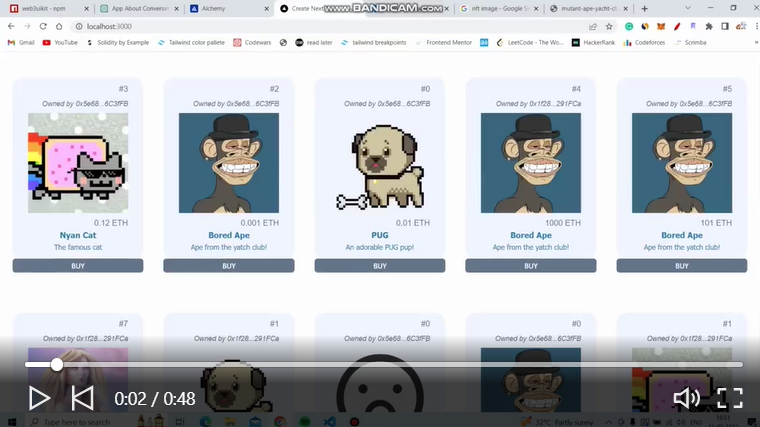 web3uikit - npm
App About Conversat
Alchemy
Create Next
www.BANDICAM.com
nft image - Google S
mutant-ape-yacht-cl
localhost:3000
Gmail
YouTube
Solidity by Example
Tailwind color pallete
Codewars
read later
tailwind breakpoints
Frontend Mentor
LeetCode - The Wo...
HackerRank
Codeforces
Scrimba
#3
Owned by 0x5e68...6C3fFB
0.12 ETH
Nyan Cat
The famous cat
BUY
#2
Owned by 0x5e68...6C3fFB
0.001 ETH
Bored Ape
Ape from the yatch club!
BUY
#0
Owned by 0x5e68...6C3fFB
0.01 ETH
PUG
An adorable PUG pup!
BUY
#4
Owned by 0x1f28...291FCa
1000 ETH
Bored Ape
Ape from the yatch club!
BUY
#5
Owned by 0x5e68...6C3fFB
101 ETH
Bored Ape
Ape from the yatch club!
BUY
#7
Owned by 0x1f28...291FCa
#1
Owned by 0x1f28...291FCa
#0
Owned by 0x5e68...6C3fFB
#0
Owned by 0x5e68...6C3fFB
#1
Owned by 0x1f28...291FCa
0:02 / 0:48
Type here to search
32°C Partly sunny
ENG